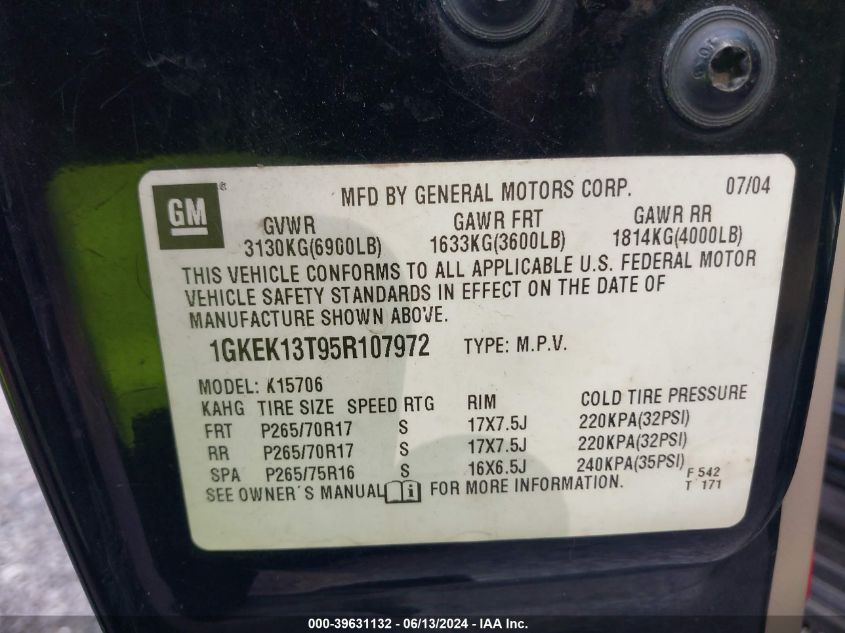 GM®
MFD BY GENERAL MOTORS CORP. 07/04
GVWR GAWR FRT GAWR RR
3130KG(6900LB) 1633KG(3600LB) 1814KG(4000LB)
THIS VEHICLE CONFORMS TO ALL APPLICABLE U.S. FEDERAL MOTOR
VEHICLE SAFETY STANDARDS IN EFFECT ON THE DATE OF
MANUFACTURE SHOWN ABOVE.
1GKEK13T95R107972 TYPE: M.P.V.
MODEL: K15706
KAHG TIRE SIZE SPEED RTG RIM COLD TIRE PRESSURE
FRT P265/70R17 S 17X7.5J 220KPA(32PSI)
RR P265/70R17 S 17X7.5J 220KPA(32PSI)
SPA P265/75R16 S 16X6.5J 240KPA(35PSI)
SEE OWNER'S MANUAL i FOR MORE INFORMATION.
F 542
T 171
000-39631132 - 06/13/2024 - IAA Inc.